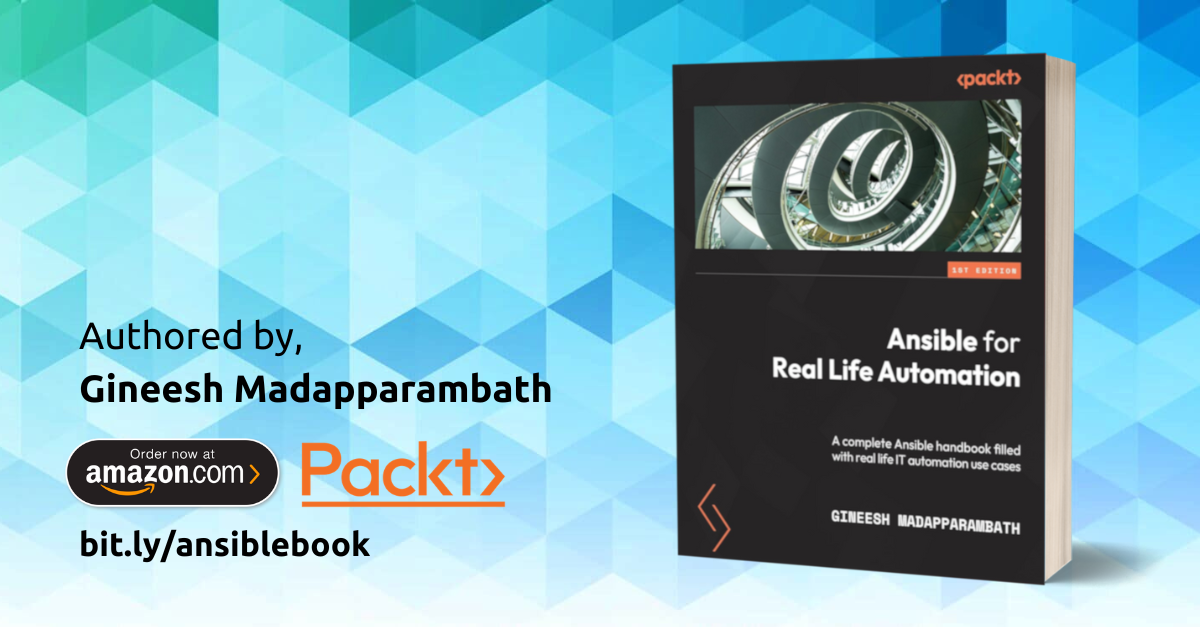 Authored by,
Gineesh Madapparambath
Order now at
amazon.com
Packt
bit.ly/ansiblebook
<packt>
1ST EDITION
Ansible for
Real Life Automation
A complete Ansible handbook filled
with real life IT automation use cases
GINEESH MADAPPARAMBATH